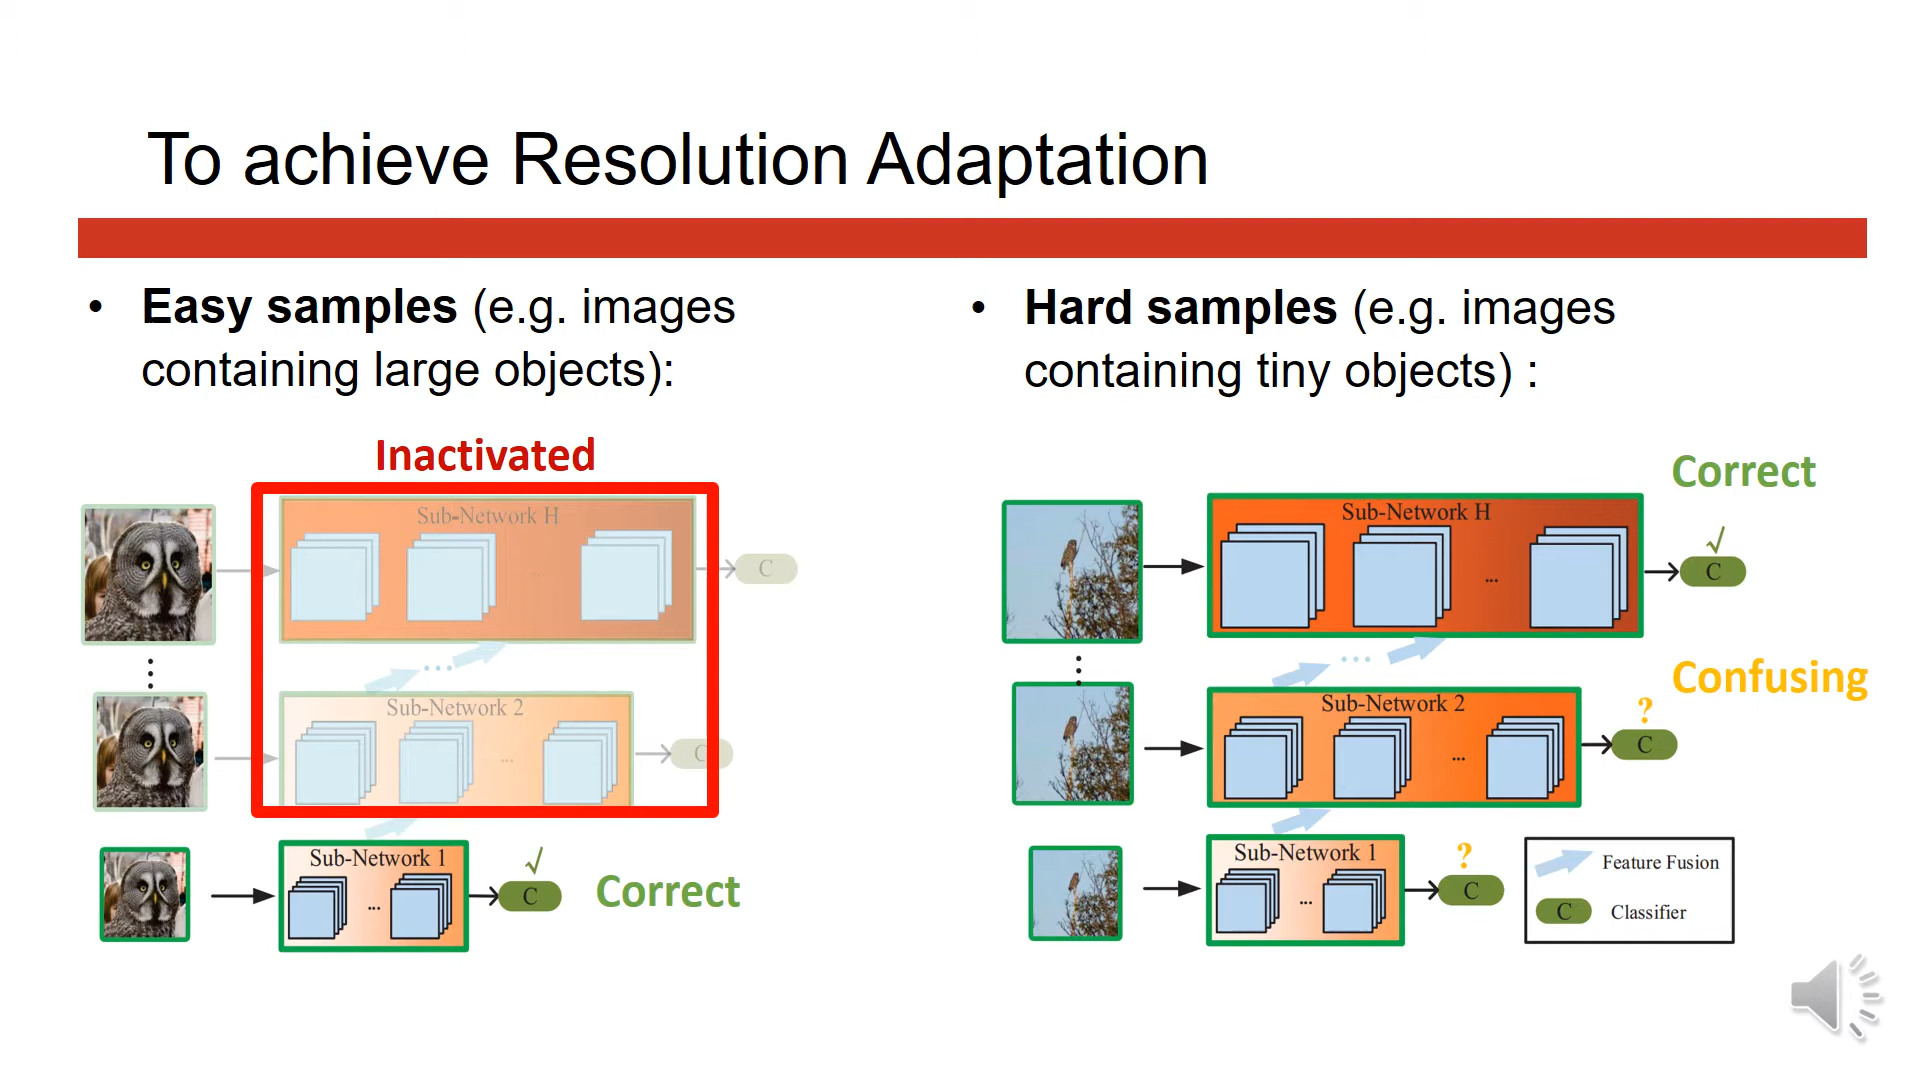 To achieve Resolution Adaptation
• Easy samples (e.g. images
containing large objects):
Inactivated
Sub-Network H
...
C
...
Sub-Network 2
...
C
Sub-Network 1
...
√
C
Correct
• Hard samples (e.g. images
containing tiny objects) :
Correct
Sub-Network H
...
√
C
...
Confusing
Sub-Network 2
...
?
C
Sub-Network 1
...
?
C
Feature Fusion
C Classifier